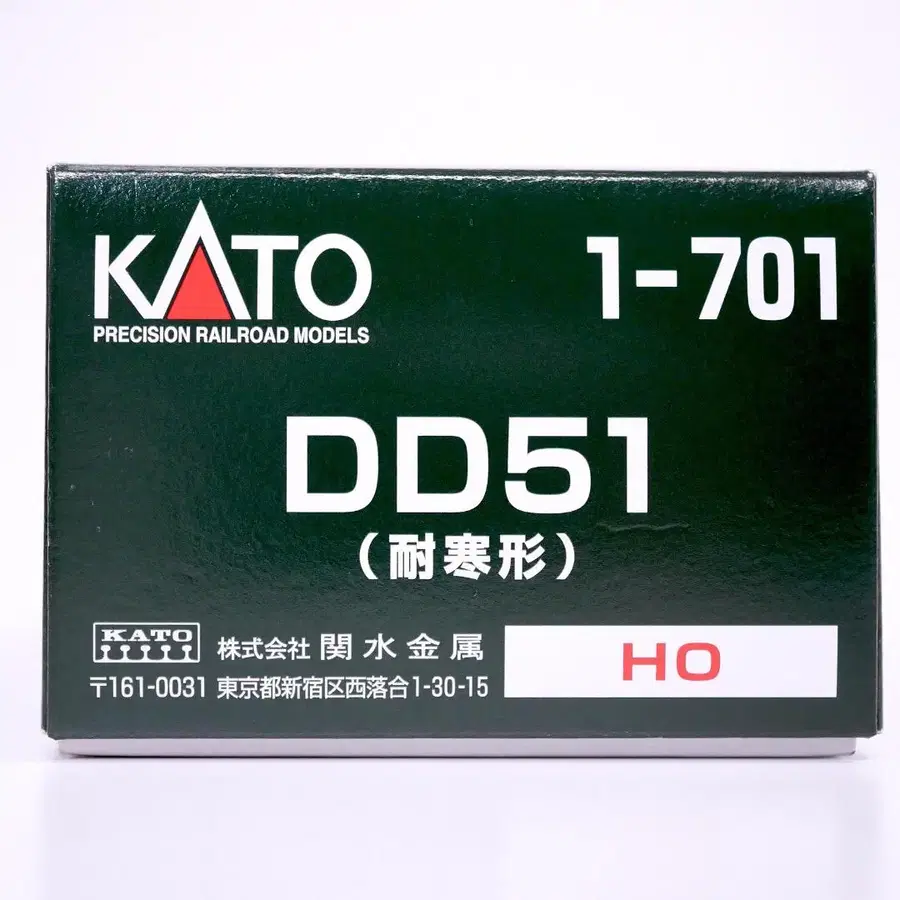 KATO 1-701
PRECISION RAILROAD MODELS
DD51
(耐寒形)
KATO 株式会社 関水金属
〒161-0031 東京都新宿区西落合1-30-15
HO